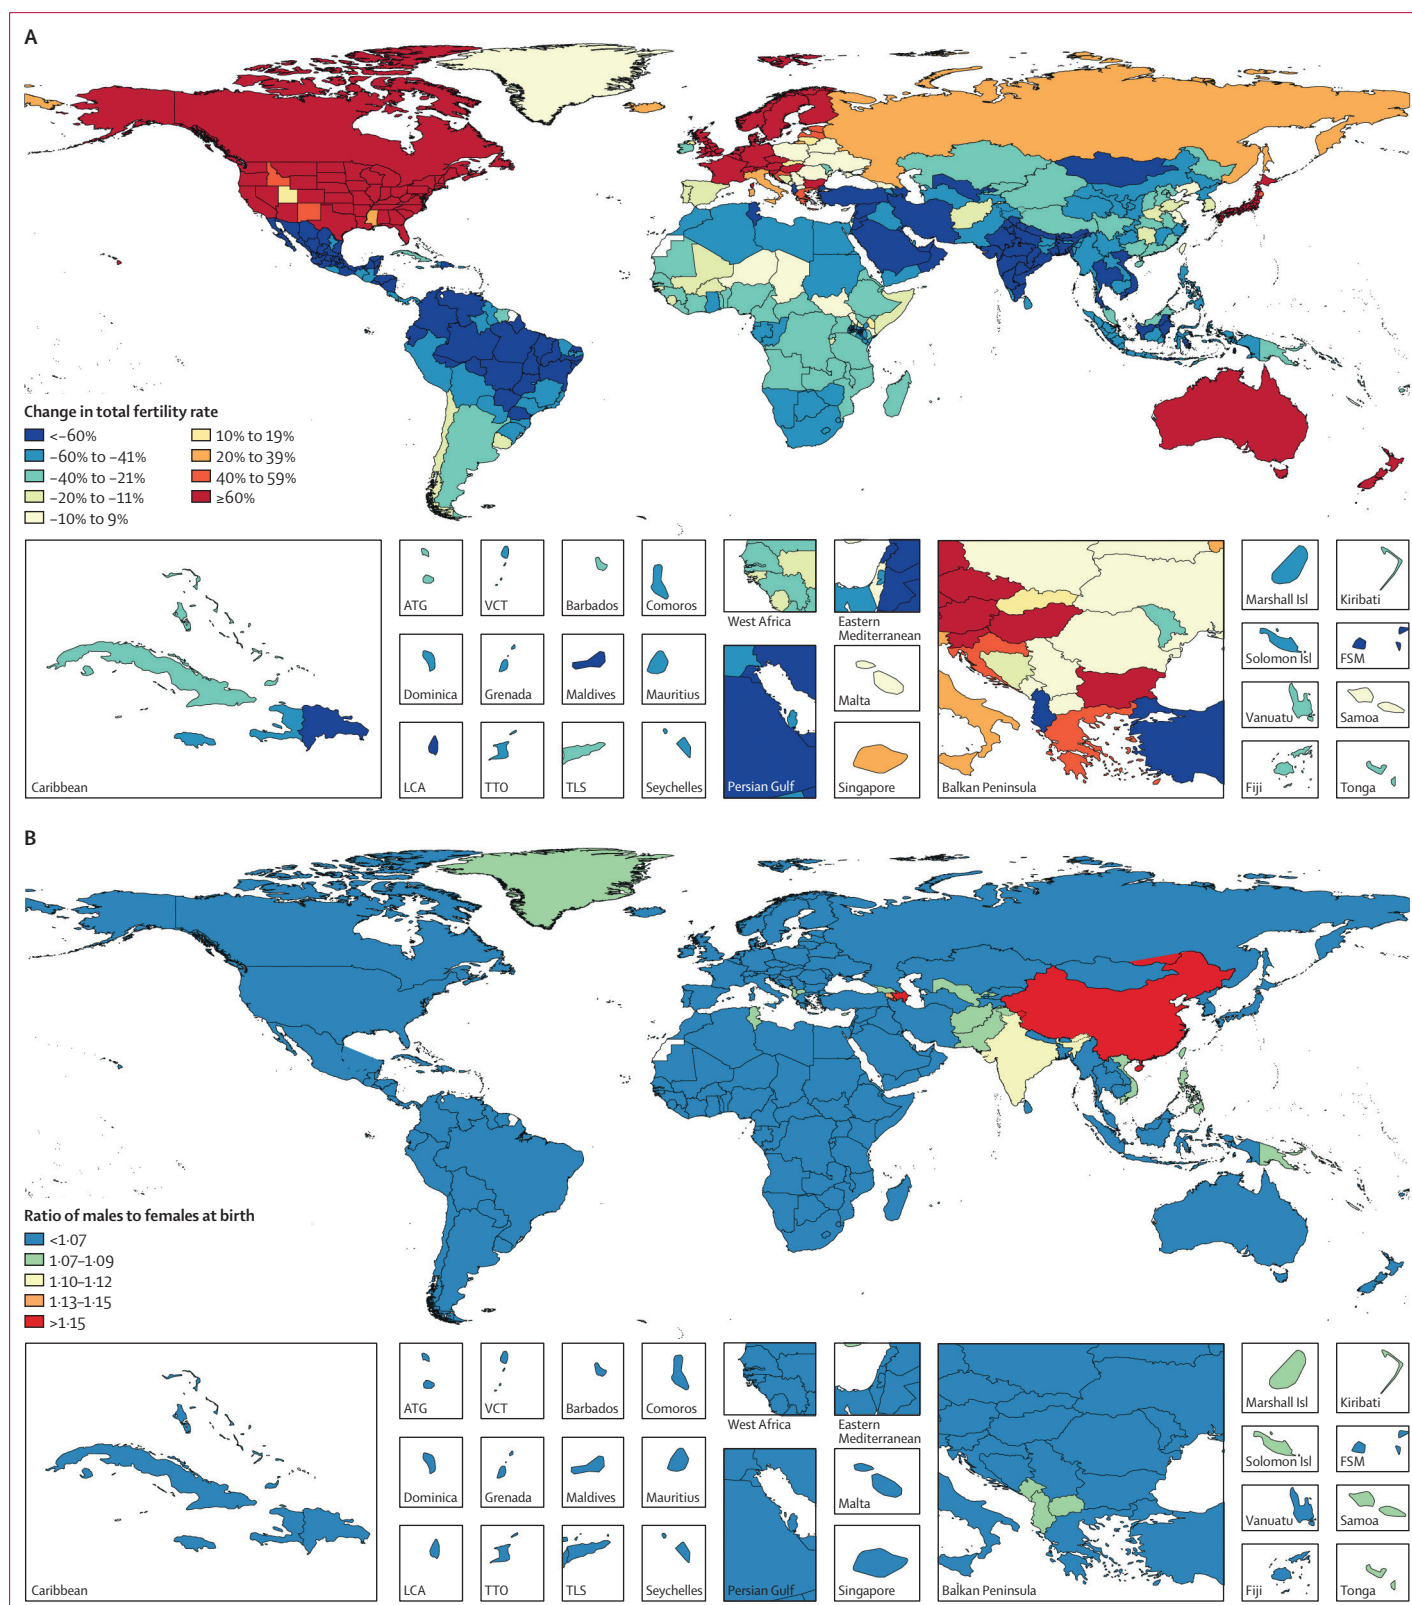 A
Change in total fertility rate
<–60%
–60% to –41%
–40% to –21%
–20% to –11%
–10% to 9%
10% to 19%
20% to 39%
40% to 59%
≥60%
Caribbean
ATG
VCT
Barbados
Comoros
Dominica
Grenada
Maldives
Mauritius
LCA
TTO
TLS
Seychelles
West Africa
Eastern
Mediterranean
Persian Gulf
Malta
Singapore
Balkan Peninsula
Marshall Isl
Kiribati
Solomon Isl
FSM
Vanuatu
Samoa
Fiji
Tonga
B
Ratio of males to females at birth
<1·07
1·07–1·09
1·10–1·12
1·13–1·15
>1·15
Caribbean
ATG
VCT
Barbados
Comoros
Dominica
Grenada
Maldives
Mauritius
LCA
TTO
TLS
Seychelles
West Africa
Eastern
Mediterranean
Persian Gulf
Malta
Singapore
Balkan Peninsula
Marshall Isl
Kiribati
Solomon Isl
FSM
Vanuatu
Samoa
Fiji
Tonga